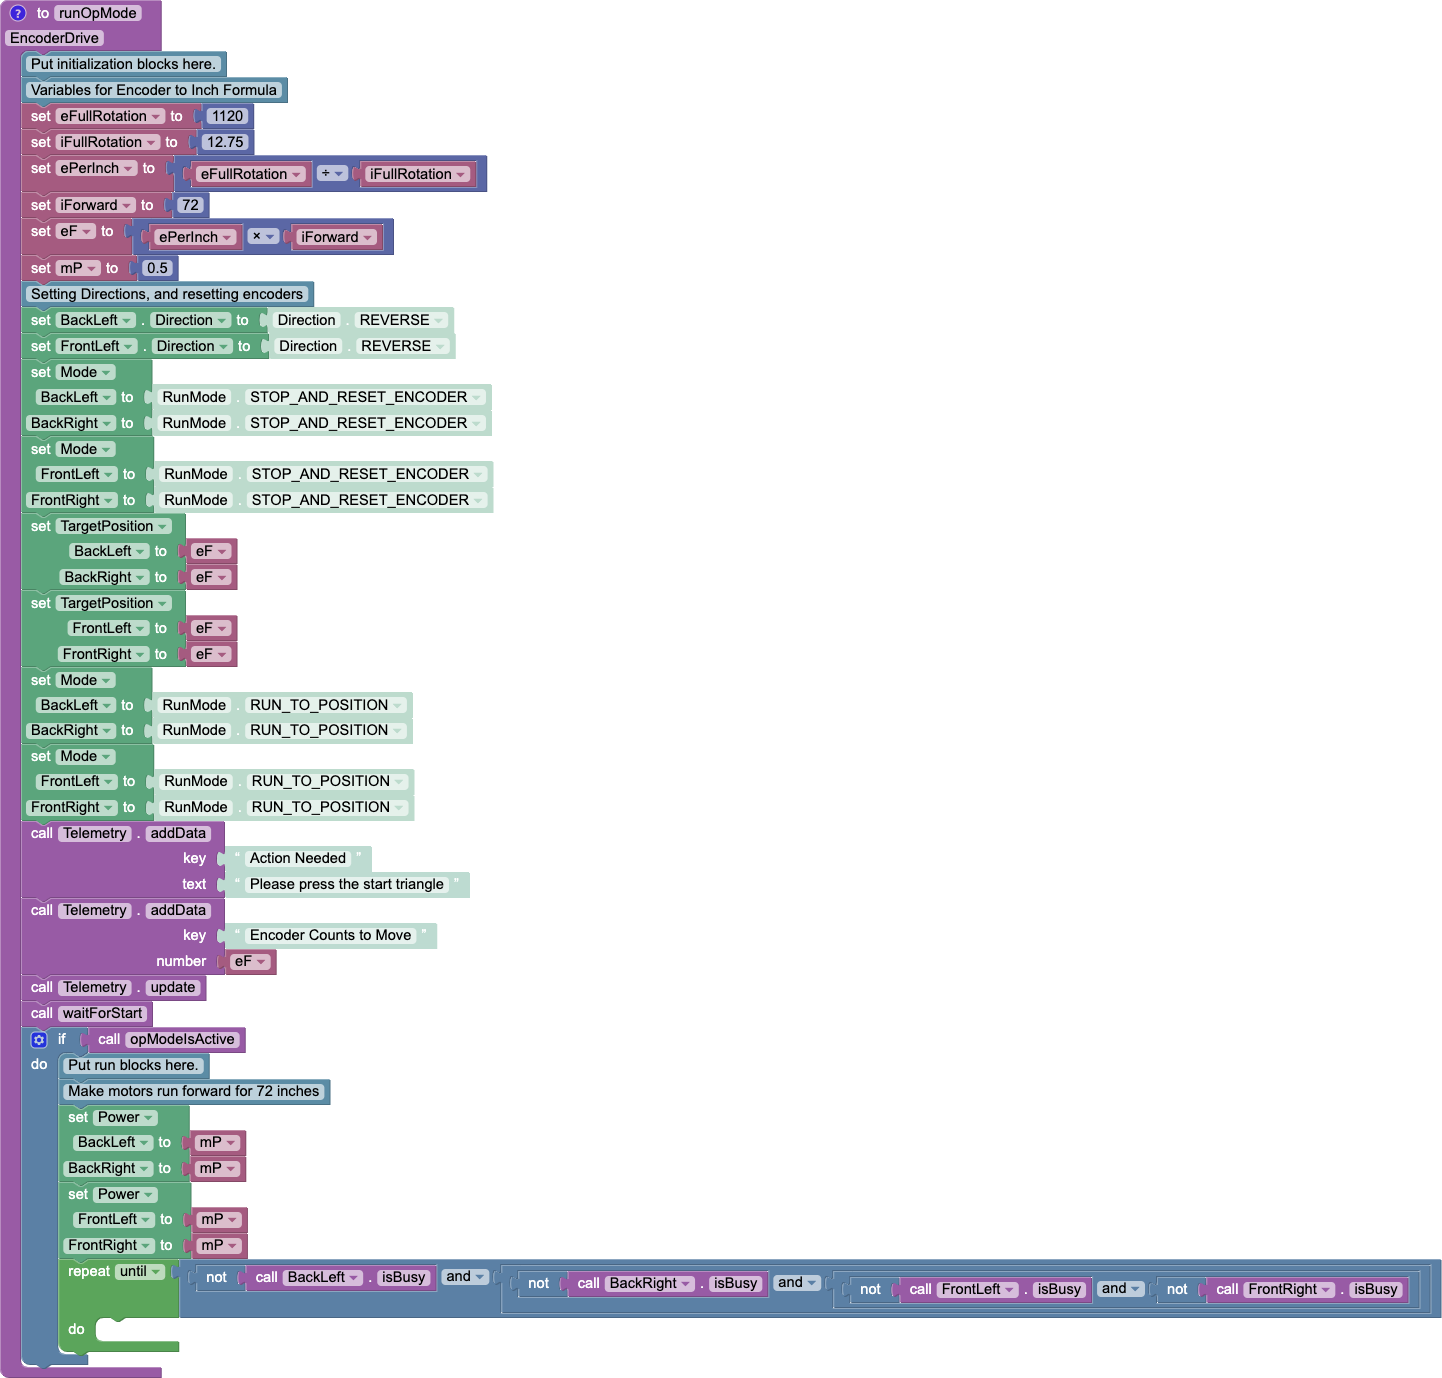 ? to runOpMode
EncoderDrive
Put initialization blocks here.
Variables for Encoder to Inch Formula
set eFullRotation to 1120
set iFullRotation to 12.75
set ePerInch to eFullRotation ÷ iFullRotation
set iForward to 72
set eF to ePerInch × iForward
set mP to 0.5
Setting Directions, and resetting encoders
set BackLeft . Direction to Direction . REVERSE
set FrontLeft . Direction to Direction . REVERSE
set Mode
BackLeft to RunMode . STOP_AND_RESET_ENCODER
BackRight to RunMode . STOP_AND_RESET_ENCODER
set Mode
FrontLeft to RunMode . STOP_AND_RESET_ENCODER
FrontRight to RunMode . STOP_AND_RESET_ENCODER
set TargetPosition
BackLeft to eF
BackRight to eF
set TargetPosition
FrontLeft to eF
FrontRight to eF
set Mode
BackLeft to RunMode . RUN_TO_POSITION
BackRight to RunMode . RUN_TO_POSITION
set Mode
FrontLeft to RunMode . RUN_TO_POSITION
FrontRight to RunMode . RUN_TO_POSITION
call Telemetry . addData
key “ Action Needed ”
text “ Please press the start triangle ”
call Telemetry . addData
key “ Encoder Counts to Move ”
number eF
call Telemetry . update
call waitForStart
if call opModeIsActive
do Put run blocks here.
Make motors run forward for 72 inches
set Power
BackLeft to mP
BackRight to mP
set Power
FrontLeft to mP
FrontRight to mP
repeat until not call BackLeft . isBusy and not call BackRight . isBusy and not call FrontLeft . isBusy and not call FrontRight . isBusy
do